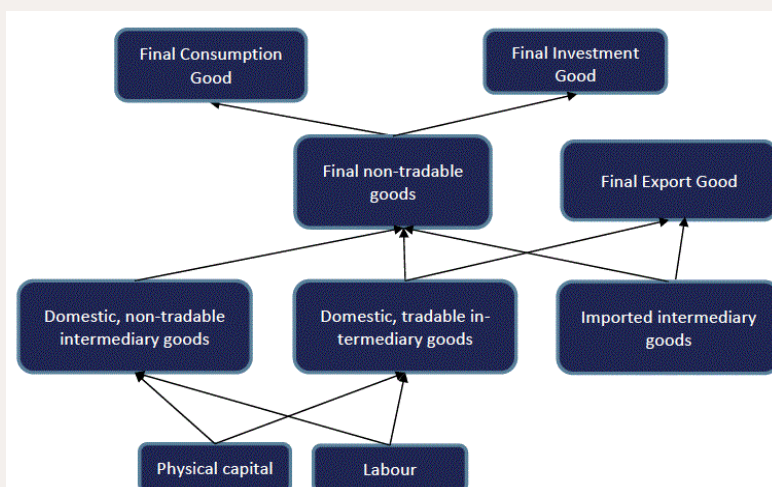 Final Consumption
Good
Final Investment
Good
Final non-tradable
goods
Final Export Good
Domestic, non-tradable
intermediary goods
Domestic, tradable in-
termediary goods
Imported intermediary
goods
Physical capital
Labour